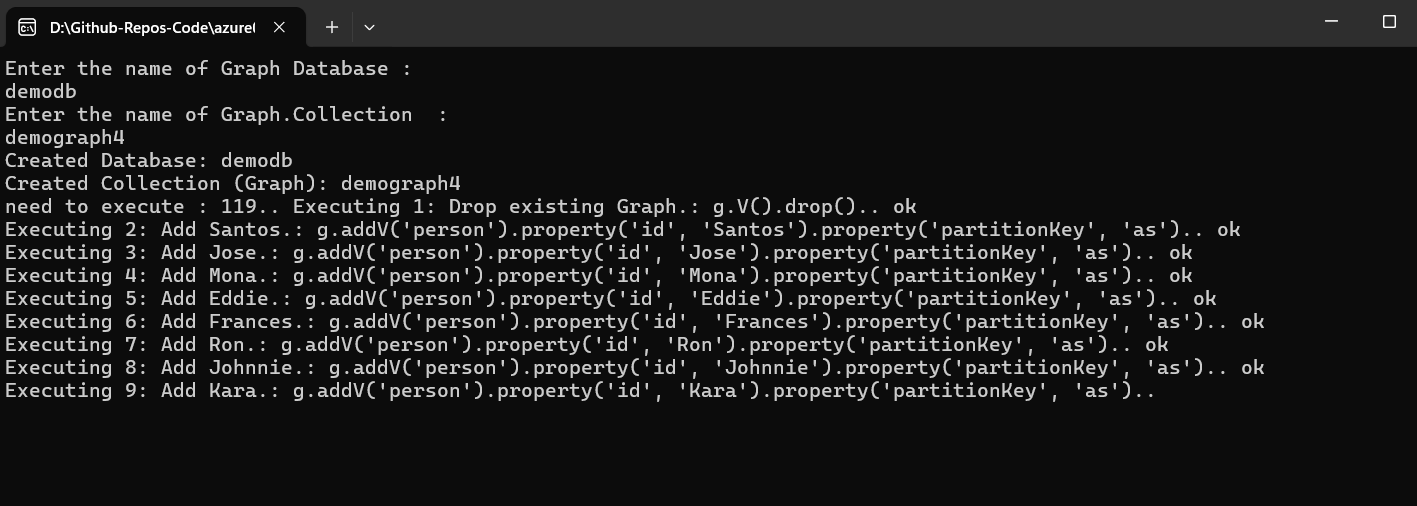 D:\Github-Repos-Code\azure
Enter the name of Graph Database :
demodb
Enter the name of Graph.Collection  :
demograph4
Created Database: demodb
Created Collection (Graph): demograph4
need to execute : 119.. Executing 1: Drop existing Graph.: g.V().drop().. ok
Executing 2: Add Santos.: g.addV('person').property('id', 'Santos').property('partitionKey', 'as').. ok
Executing 3: Add Jose.: g.addV('person').property('id', 'Jose').property('partitionKey', 'as').. ok
Executing 4: Add Mona.: g.addV('person').property('id', 'Mona').property('partitionKey', 'as').. ok
Executing 5: Add Eddie.: g.addV('person').property('id', 'Eddie').property('partitionKey', 'as').. ok
Executing 6: Add Frances.: g.addV('person').property('id', 'Frances').property('partitionKey', 'as').. ok
Executing 7: Add Ron.: g.addV('person').property('id', 'Ron').property('partitionKey', 'as').. ok
Executing 8: Add Johnnie.: g.addV('person').property('id', 'Johnnie').property('partitionKey', 'as').. ok
Executing 9: Add Kara.: g.addV('person').property('id', 'Kara').property('partitionKey', 'as')..